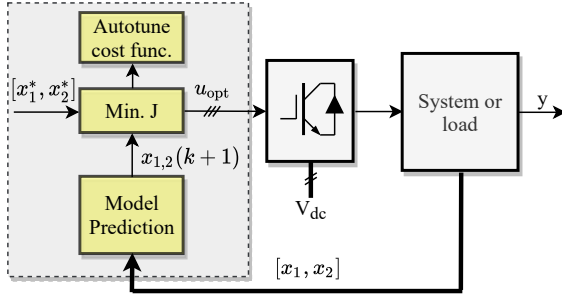 Autotune
cost func.
[x₁*, x₂*]
Min. J
u_opt
System or
load
y
x₁,₂(k+1)
Model
Prediction
V_dc
[x₁, x₂]